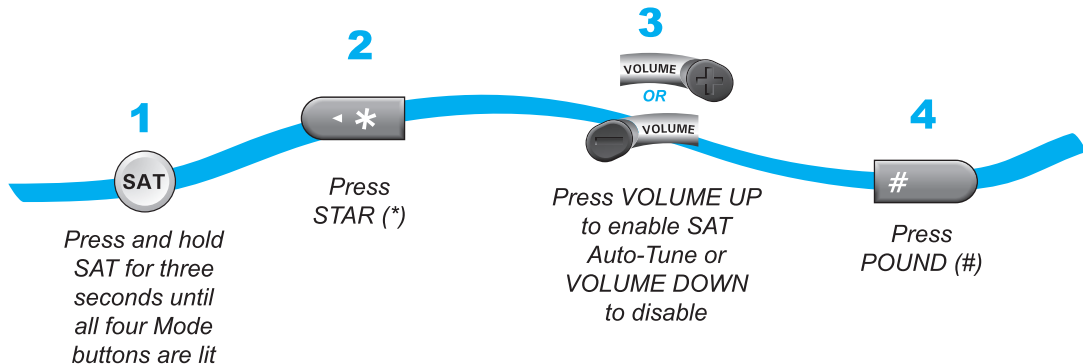 1
SAT
Press and hold
SAT for three
seconds until
all four Mode
buttons are lit
2
*
Press
STAR (*)
3
VOLUME +
OR
– VOLUME
Press VOLUME UP
to enable SAT
Auto-Tune or
VOLUME DOWN
to disable
4
#
Press
POUND (#)